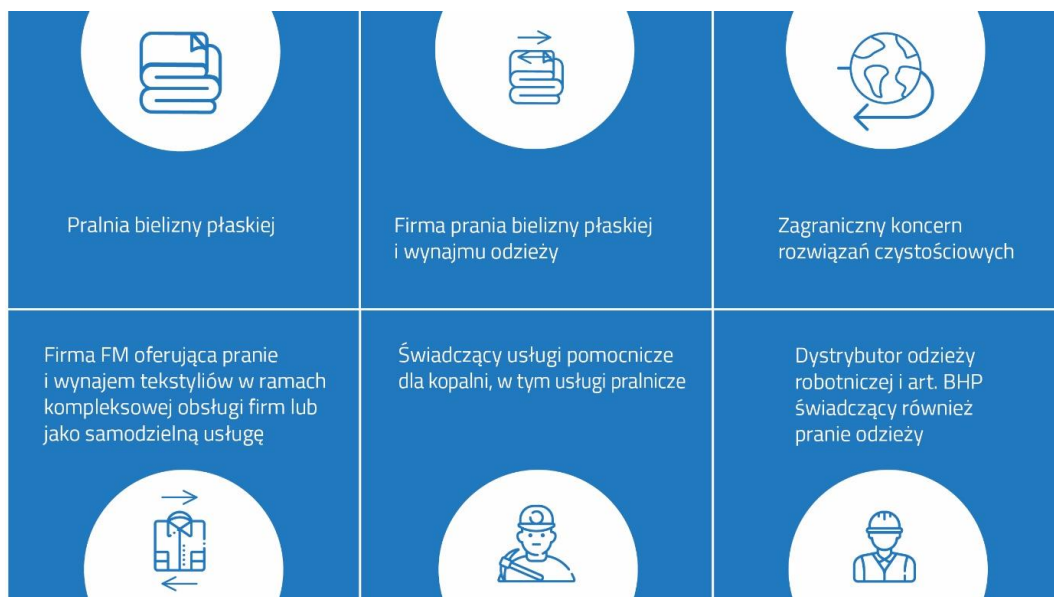 Pralnia bielizny płaskiej
Firma prania bielizny płaskiej
i wynajmu odzieży
Zagraniczny koncern
rozwiązań czystościowych
Firma FM oferująca pranie
i wynajem tekstyliów w ramach
kompleksowej obsługi firm lub
jako samodzielną usługę
Świadczący usługi pomocnicze
dla kopalni, w tym usługi pralnicze
Dystrybutor odzieży
robotniczej i art. BHP
świadczący również
pranie odzieży